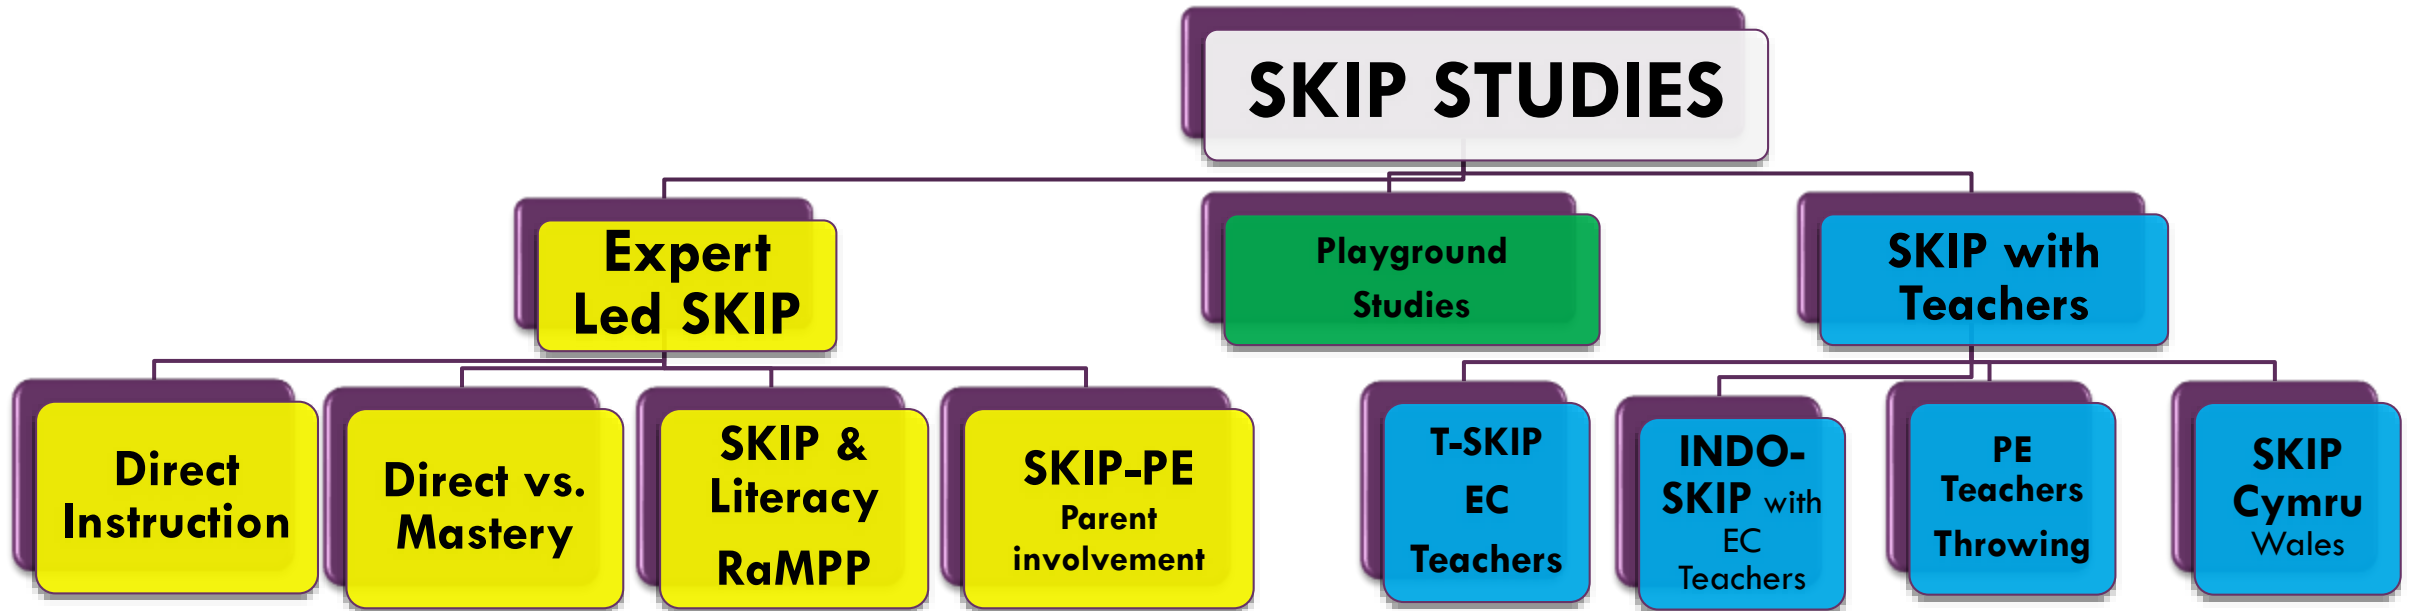 SKIP STUDIES
Expert
Led SKIP
Playground
Studies
SKIP with
Teachers
Direct
Instruction
Direct vs.
Mastery
SKIP &
Literacy
RaMPP
SKIP-PE
Parent
involvement
T-SKIP
EC
Teachers
INDO-
SKIP with
EC
Teachers
PE
Teachers
Throwing
SKIP
Cymru
Wales